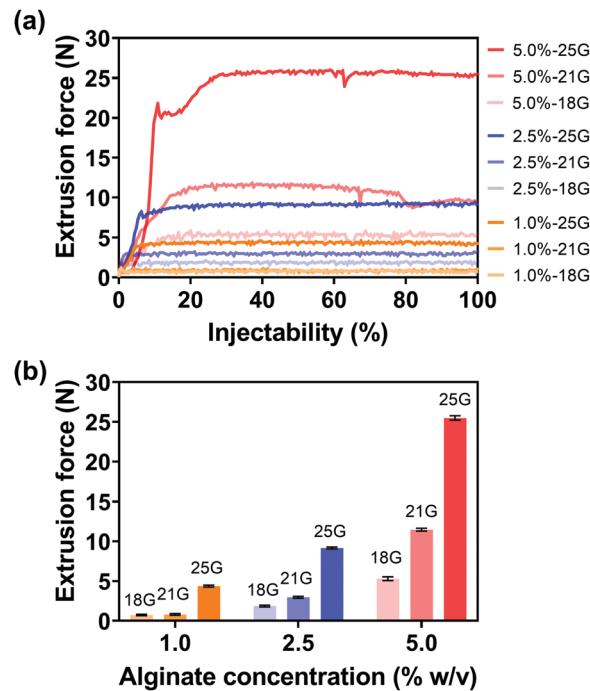 (a)
Extrusion force (N)
30
25
20
15
10
5
0
0 20 40 60 80 100
Injectability (%)
5.0%-25G
5.0%-21G
5.0%-18G
2.5%-25G
2.5%-21G
2.5%-18G
1.0%-25G
1.0%-21G
1.0%-18G
(b)
Extrusion force (N)
30
25
20
15
10
5
0
18G 21G 25G
18G 21G 25G
18G 21G 25G
1.0 2.5 5.0
Alginate concentration (% w/v)